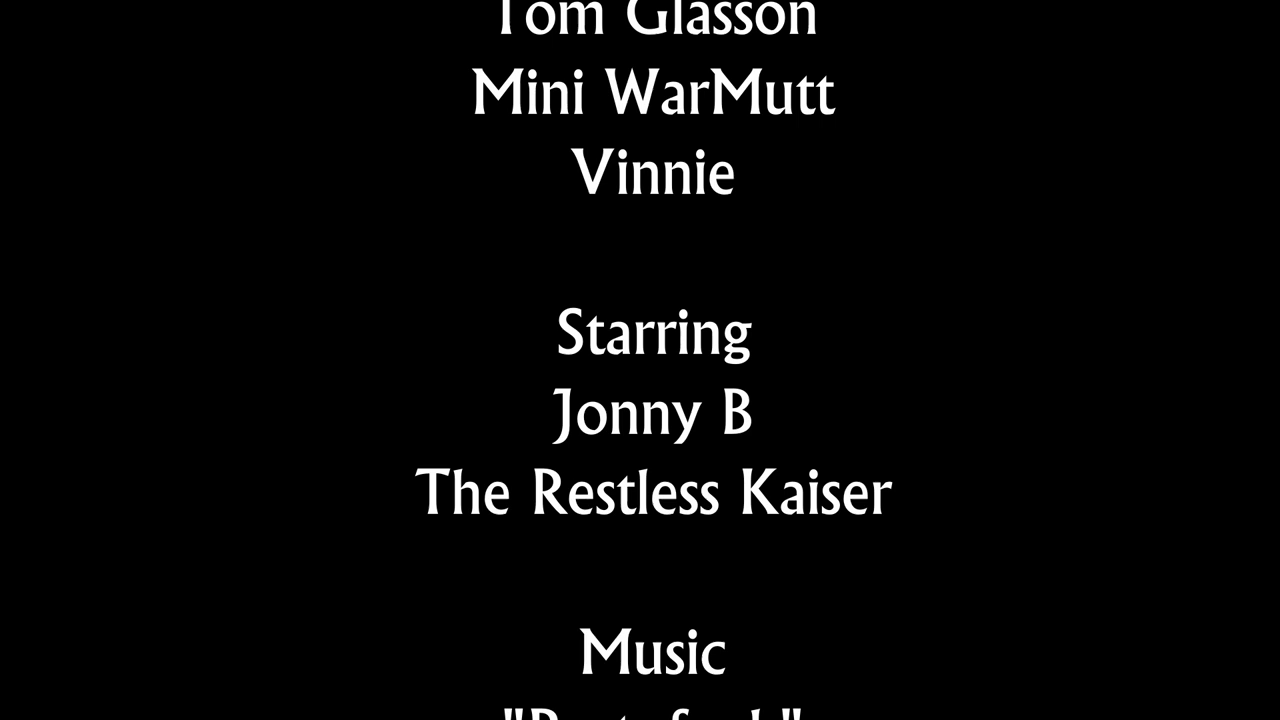 Tom Glasson
Mini WarMutt
Vinnie
Starring
Jonny B
The Restless Kaiser
Music